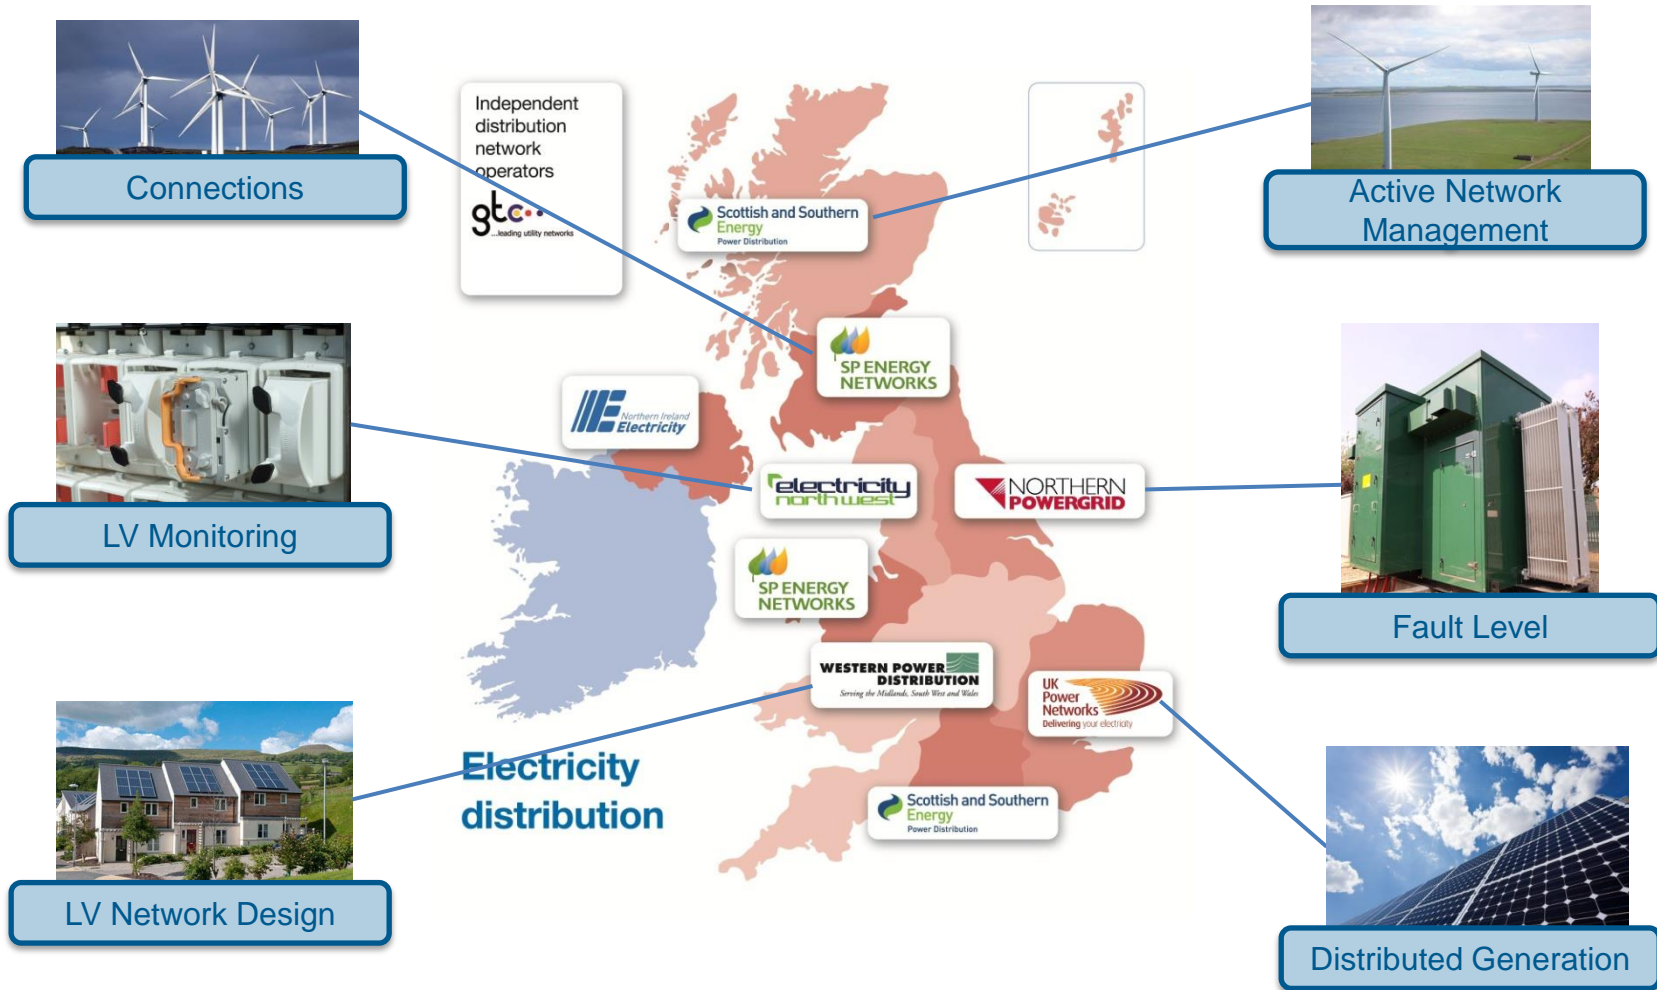 Connections
Independent
distribution
network
operators
gtc
...leading utility networks
Scottish and Southern
Energy
Power Distribution
Active Network
Management
SP ENERGY
NETWORKS
Northern Ireland
Electricity
LV Monitoring
electricity
north west
NORTHERN
POWERGRID
SP ENERGY
NETWORKS
Fault Level
WESTERN POWER
DISTRIBUTION
Serving the Midlands, South West and Wales
UK
Power
Networks
Delivering your electricity
LV Network Design
Electricity
distribution
Scottish and Southern
Energy
Power Distribution
Distributed Generation